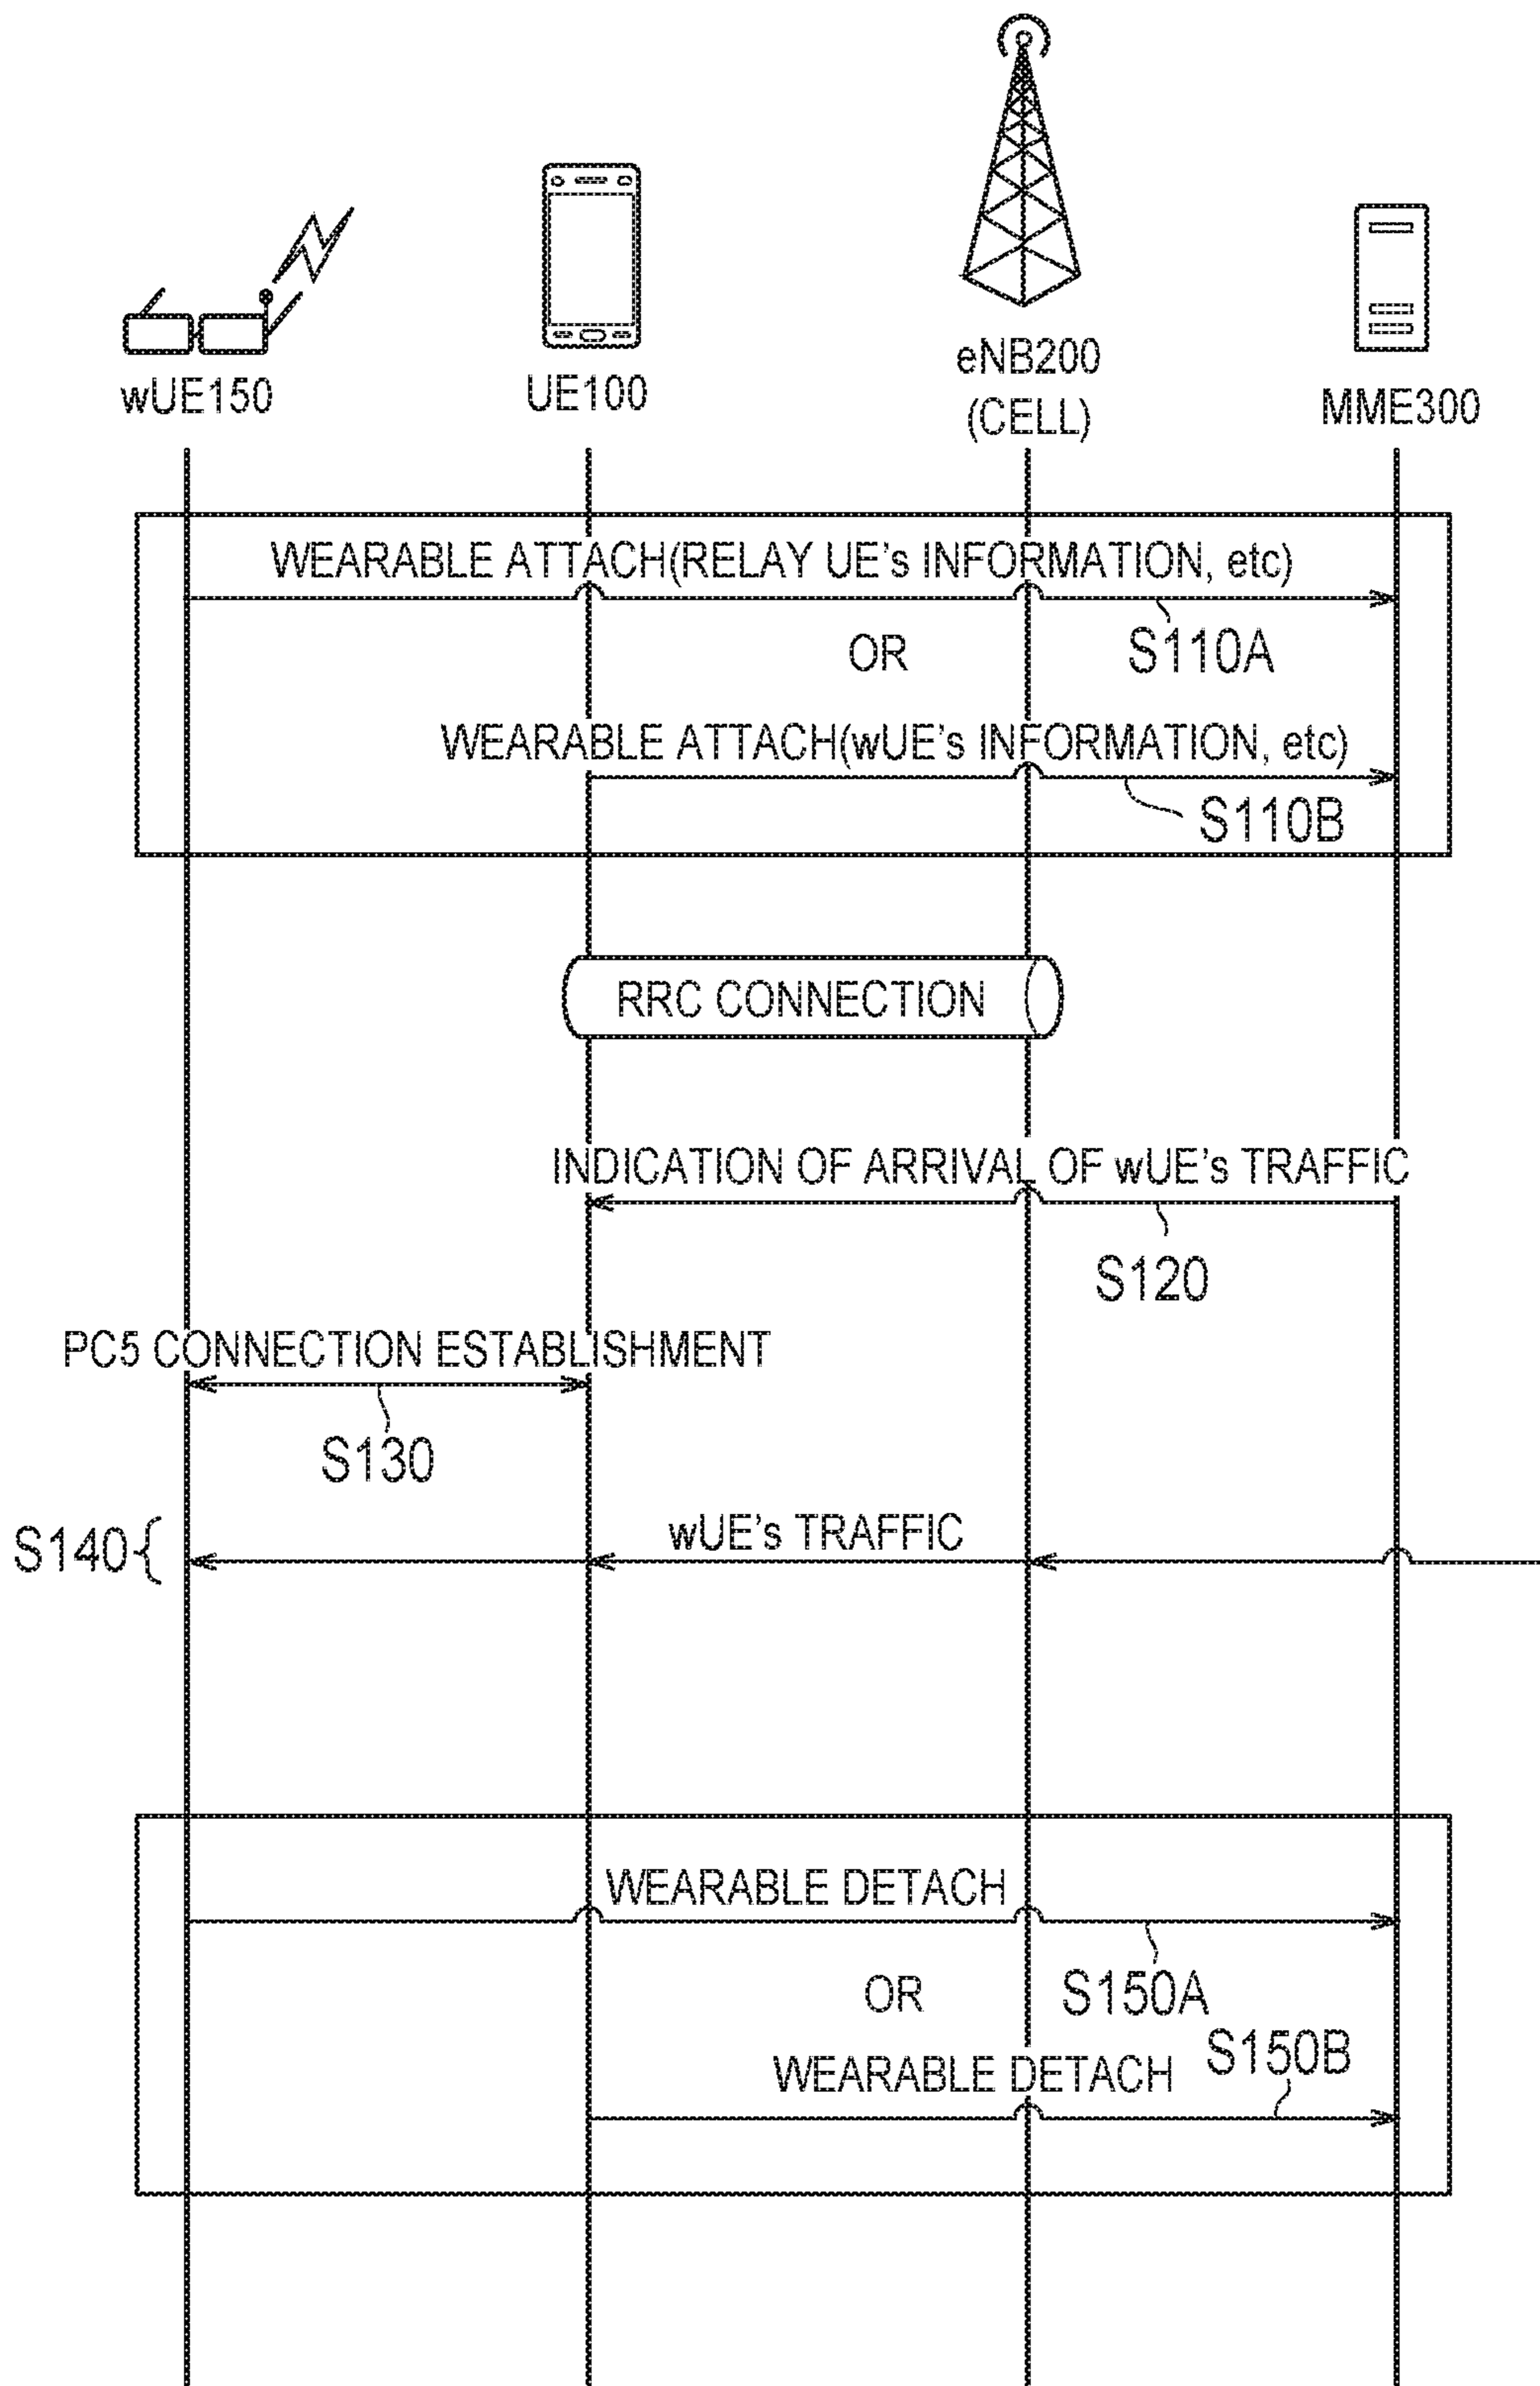 wUE150
UE100
eNB200
(CELL)
MME300
WEARABLE ATTACH(RELAY UE's INFORMATION, etc)
S110A
OR
WEARABLE ATTACH(wUE's INFORMATION, etc)
S110B
RRC CONNECTION
INDICATION OF ARRIVAL OF wUE's TRAFFIC
S120
PC5 CONNECTION ESTABLISHMENT
S130
S140
wUE's TRAFFIC
WEARABLE DETACH
S150A
OR
S150B
WEARABLE DETACH